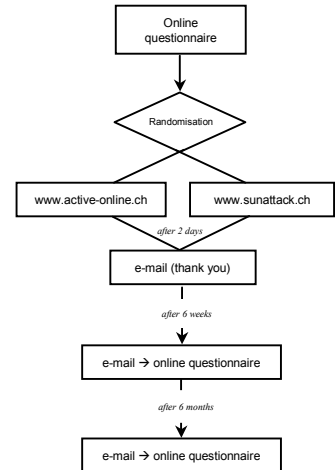 Online
questionnaire
Randomisation
www.active-online.ch
www.sunattack.ch
after 2 days
e-mail (thank you)
after 6 weeks
e-mail → online questionnaire
after 6 months
e-mail → online questionnaire